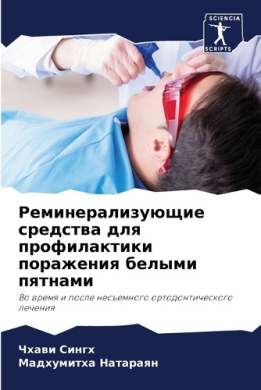 SCIENCIA
SCRIPTS
Реминерализующие
средства для
профилактики
поражения белыми
пятнами
Во время и после несъемного ортодонтического
лечения
Чхави Сингх
Мадхумитха Натараян